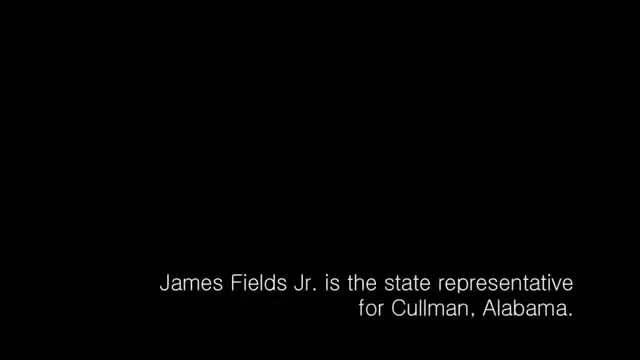 James Fields Jr. is the state representative
for Cullman, Alabama.